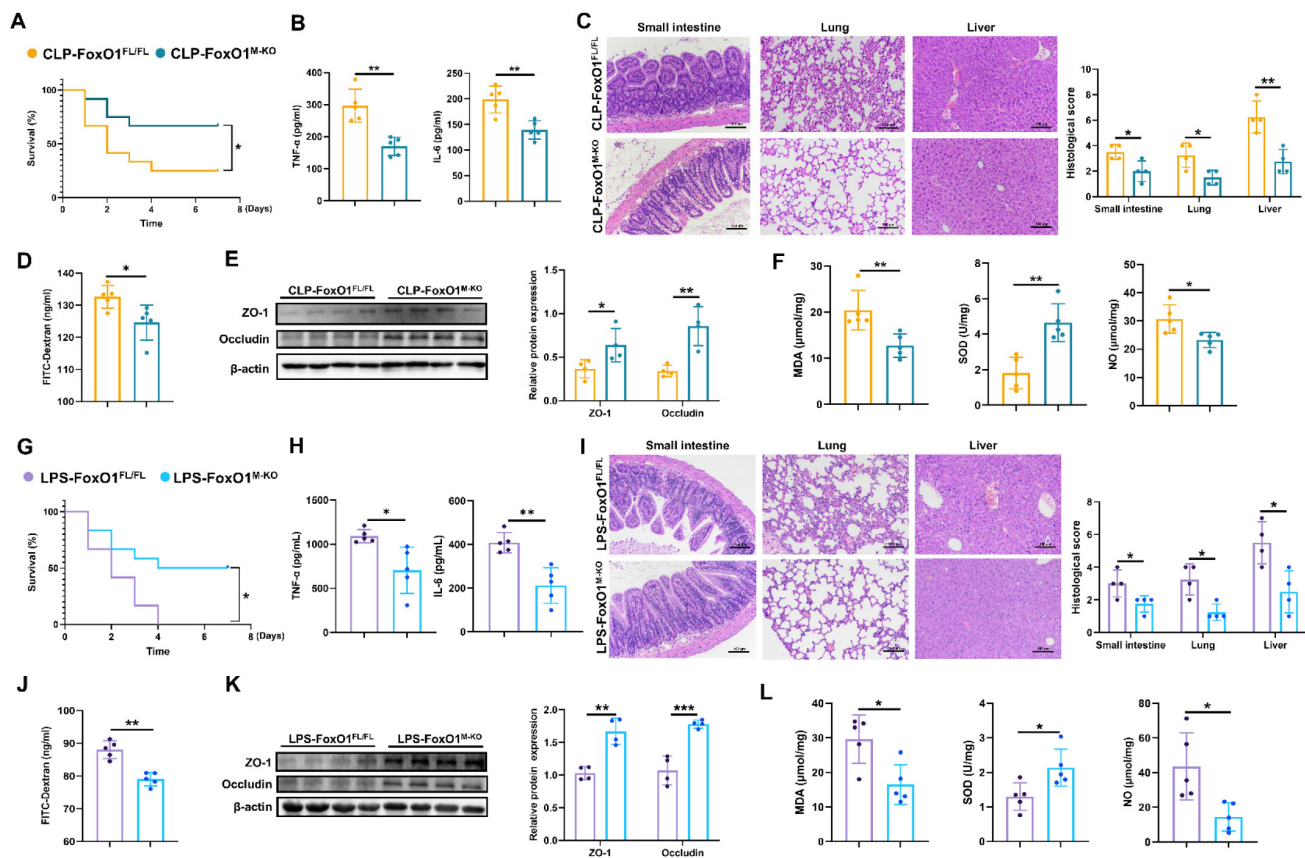 A
CLP-FoxO1FL/FL CLP-FoxO1M-KO
Survival (%)
100
50
0
0 2 4 6 8 (Days)
Time
*
B
TNF-α (pg/ml)
400
300
200
100
0
**
IL-6 (pg/ml)
250
200
150
100
50
0
**
C
Small intestine Lung Liver
CLP-FoxO1FL/FL
CLP-FoxO1M-KO
Histological score
10
8
6
4
2
0
* * **
Small intestine Lung Liver
D
FITC-Dextran (ng/ml)
140
130
120
110
100
*
E
CLP-FoxO1FL/FL CLP-FoxO1M-KO
ZO-1
Occludin
β-actin
Relative protein expression
1.5
1.0
0.5
0.0
* **
ZO-1 Occludin
F
MDA (μmol/mg)
30
20
10
0
**
SOD (U/mg)
8
6
4
2
0
**
NO (μmol/mg)
50
40
30
20
10
0
*
G
LPS-FoxO1FL/FL LPS-FoxO1M-KO
Survival (%)
100
50
0
0 2 4 6 8 (Days)
Time
*
H
TNF-α (pg/mL)
1500
1000
500
0
*
IL-6 (pg/mL)
600
400
200
0
**
I
Small intestine Lung Liver
LPS-FoxO1FL/FL
LPS-FoxO1M-KO
Histological score
8
6
4
2
0
* * *
Small intestine Lung Liver
J
FITC-Dextran (ng/ml)
100
90
80
70
60
**
K
LPS-FoxO1FL/FL LPS-FoxO1M-KO
ZO-1
Occludin
β-actin
Relative protein expression
2.0
1.5
1.0
0.5
0.0
** ***
ZO-1 Occludin
L
MDA (μmol/mg)
40
30
20
10
0
*
SOD (U/mg)
4
3
2
1
0
*
NO (μmol/mg)
80
60
40
20
0
*